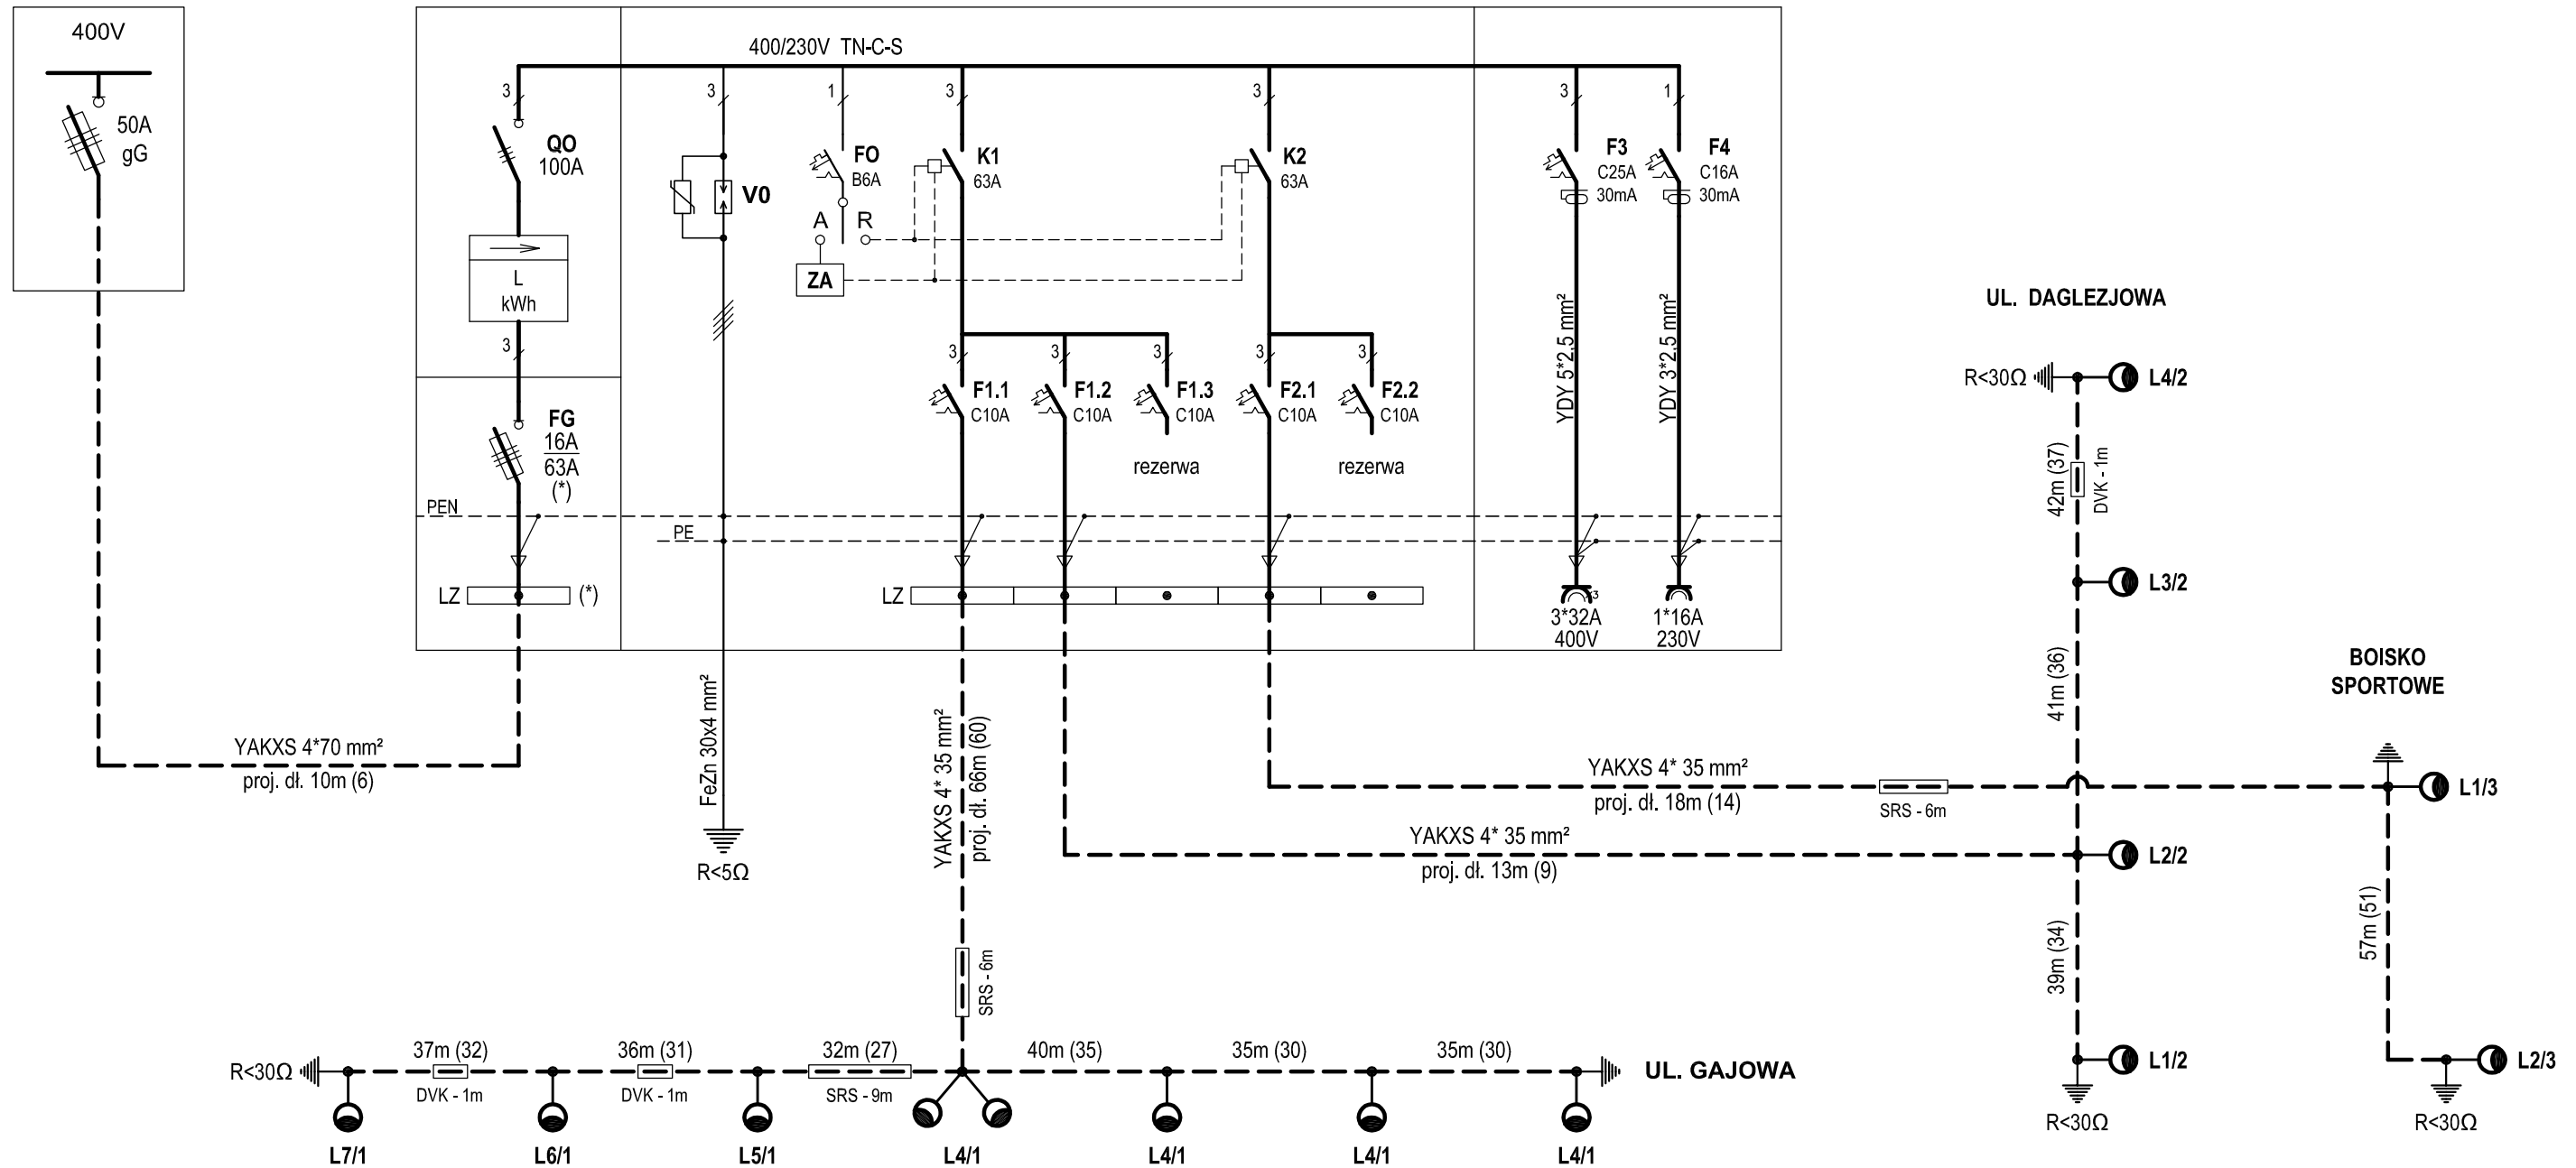 400V
50A
gG
400/230V TN-C-S
3
3
1
3
3
3
1
QO
100A
L
kWh
3
FG
16A
63A
(*)
V0
FO
B6A
A
R
ZA
K1
63A
K2
63A
F3
C25A
30mA
F4
C16A
30mA
3
3
3
3
3
F1.1
C10A
F1.2
C10A
F1.3
C10A
F2.1
C10A
F2.2
C10A
rezerwa
rezerwa
YDY 5*2,5 mm²
YDY 3*2,5 mm²
PEN
PE
LZ
(*)
LZ
x3
3*32A
400V
1*16A
230V
YAKXS 4*70 mm²
proj. dł. 10m (6)
FeZn 30x4 mm²
R<5Ω
YAKXS 4* 35 mm²
proj. dł. 66m (60)
SRS - 6m
YAKXS 4* 35 mm²
proj. dł. 18m (14)
SRS - 6m
YAKXS 4* 35 mm²
proj. dł. 13m (9)
UL. DAGLEZJOWA
R<30Ω
L4/2
42m (37)
DVK - 1m
L3/2
41m (36)
L2/2
39m (34)
L1/2
R<30Ω
BOISKO
SPORTOWE
L1/3
57m (51)
L2/3
R<30Ω
R<30Ω
37m (32)
DVK - 1m
36m (31)
DVK - 1m
32m (27)
SRS - 9m
40m (35)
35m (30)
35m (30)
UL. GAJOWA
L7/1
L6/1
L5/1
L4/1
L4/1
L4/1
L4/1